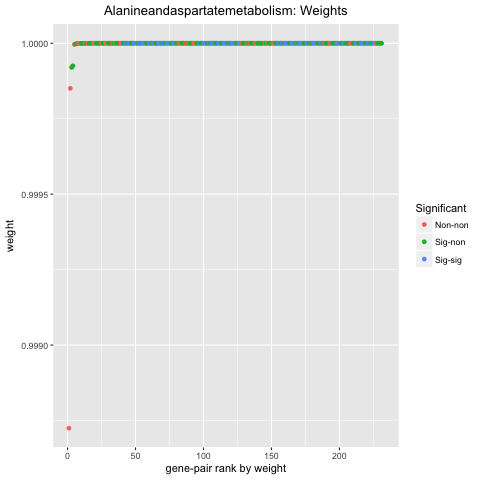 Alanineandaspartatemetabolism: Weights
1.0000
0.9995
0.9990
weight
0 50 100 150 200
gene-pair rank by weight
Significant
Non-non
Sig-non
Sig-sig